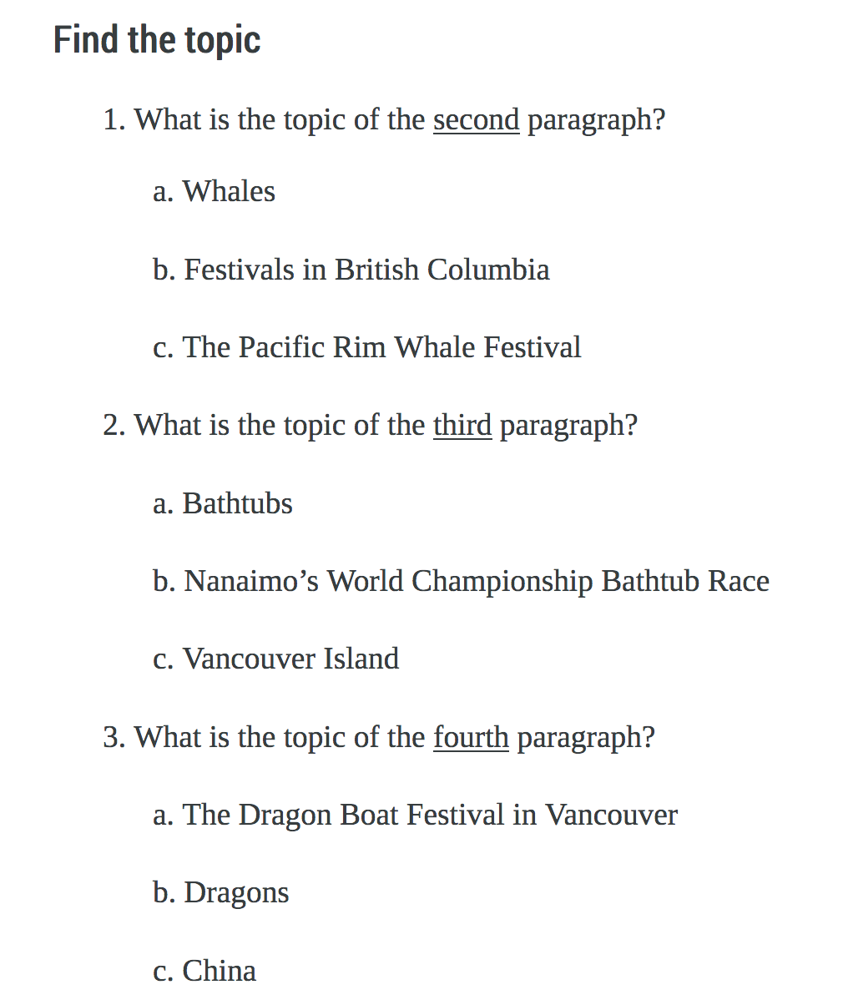 Find the topic
1. What is the topic of the second paragraph?
a. Whales
b. Festivals in British Columbia
c. The Pacific Rim Whale Festival
2. What is the topic of the third paragraph?
a. Bathtubs
b. Nanaimo’s World Championship Bathtub Race
c. Vancouver Island
3. What is the topic of the fourth paragraph?
a. The Dragon Boat Festival in Vancouver
b. Dragons
c. China